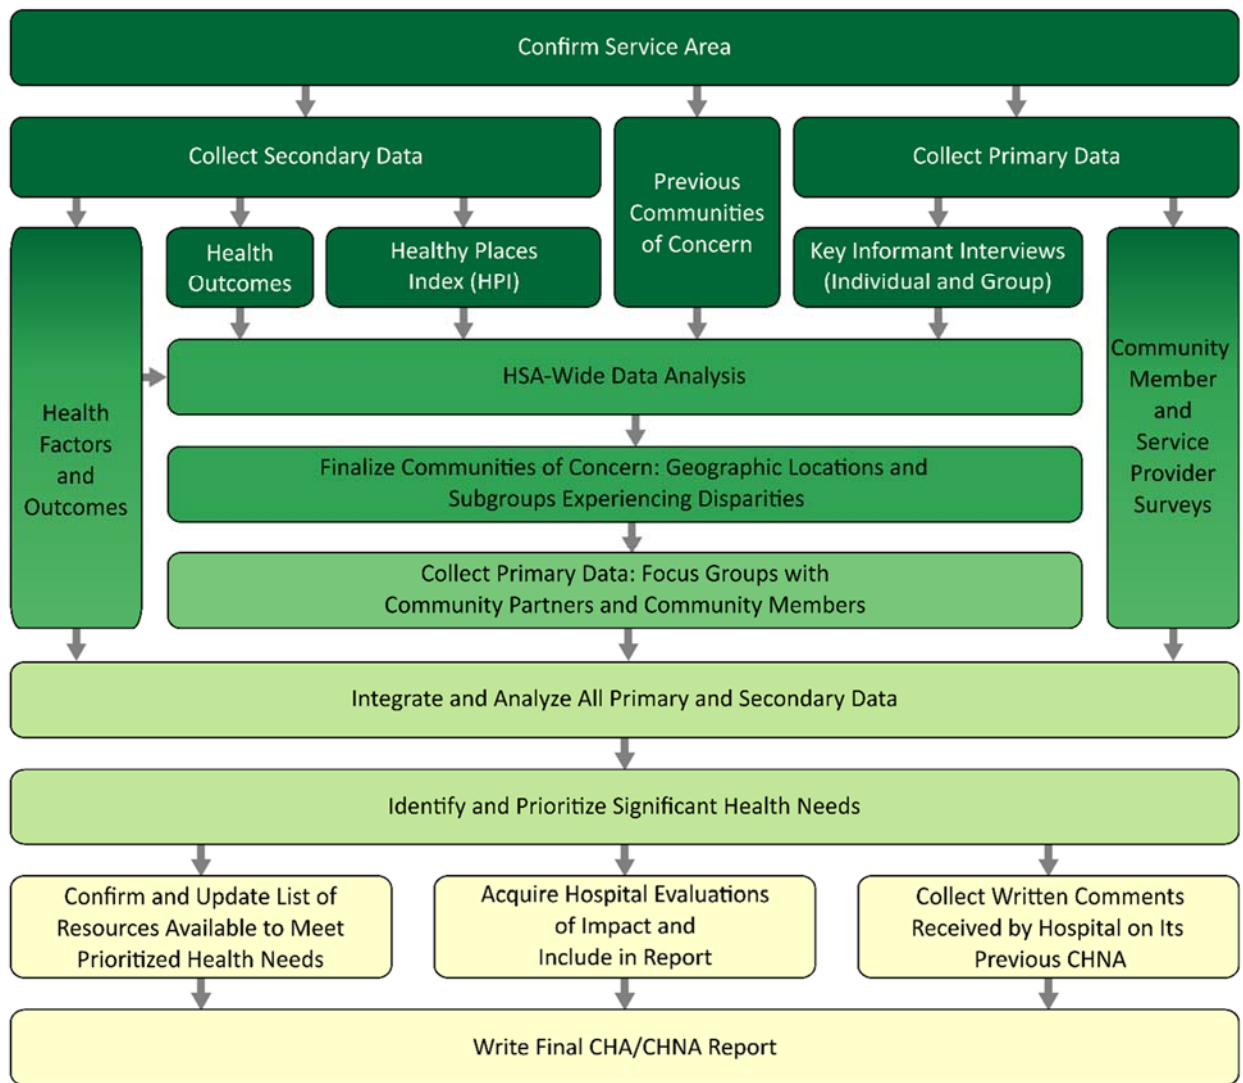 Confirm Service Area
Collect Secondary Data
Previous
Communities
of Concern
Collect Primary Data
Health
Factors
and
Outcomes
Health
Outcomes
Healthy Places
Index (HPI)
Key Informant Interviews
(Individual and Group)
Community
Member
and
Service
Provider
Surveys
HSA-Wide Data Analysis
Finalize Communities of Concern: Geographic Locations and
Subgroups Experiencing Disparities
Collect Primary Data: Focus Groups with
Community Partners and Community Members
Integrate and Analyze All Primary and Secondary Data
Identify and Prioritize Significant Health Needs
Confirm and Update List of
Resources Available to Meet
Prioritized Health Needs
Acquire Hospital Evaluations
of Impact and
Include in Report
Collect Written Comments
Received by Hospital on Its
Previous CHNA
Write Final CHA/CHNA Report